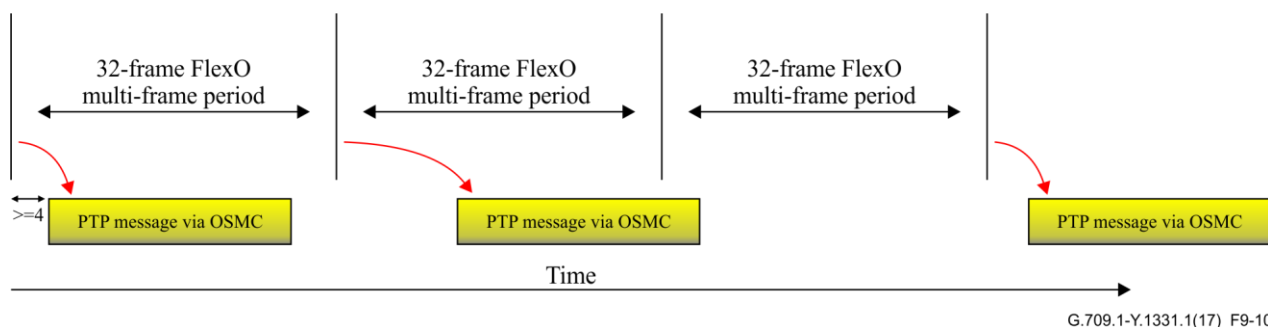 32-frame FlexO
multi-frame period
32-frame FlexO
multi-frame period
32-frame FlexO
multi-frame period
>=4
PTP message via OSMC
PTP message via OSMC
PTP message via OSMC
Time
G.709.1-Y.1331.1(17)_F9-10